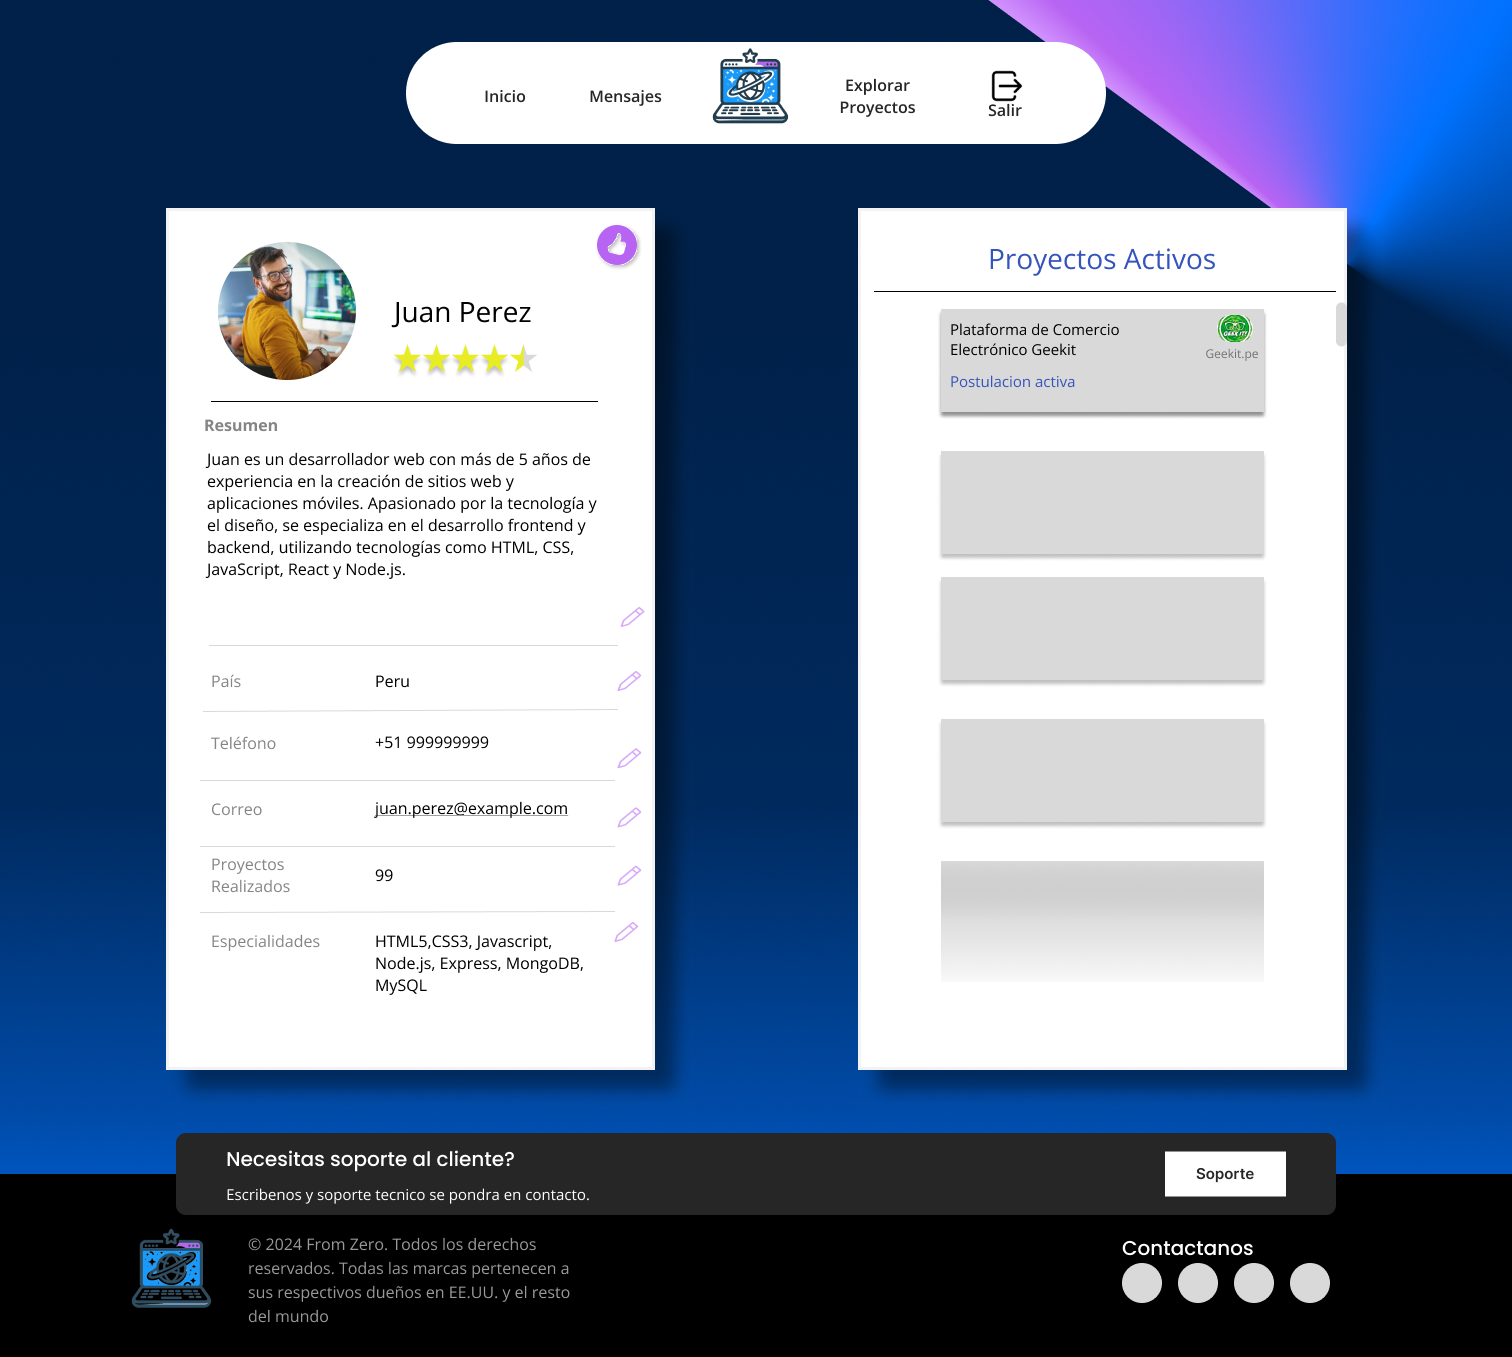 Inicio
Mensajes
Explorar
Proyectos
Salir
Juan Perez
Resumen
Juan es un desarrollador web con más de 5 años de
experiencia en la creación de sitios web y
aplicaciones móviles. Apasionado por la tecnología y
el diseño, se especializa en el desarrollo frontend y
backend, utilizando tecnologías como HTML, CSS,
JavaScript, React y Node.js.
País
Peru
Teléfono
+51 999999999
Correo
juan.perez@example.com
Proyectos
Realizados
99
Especialidades
HTML5,CSS3, Javascript,
Node.js, Express, MongoDB,
MySQL
Proyectos Activos
Plataforma de Comercio
Electrónico Geekit
Postulacion activa
GEEK IT!
Geekit.pe
Necesitas soporte al cliente?
Escribenos y soporte tecnico se pondra en contacto.
Soporte
© 2024 From Zero. Todos los derechos
reservados. Todas las marcas pertenecen a
sus respectivos dueños en EE.UU. y el resto
del mundo
Contactanos